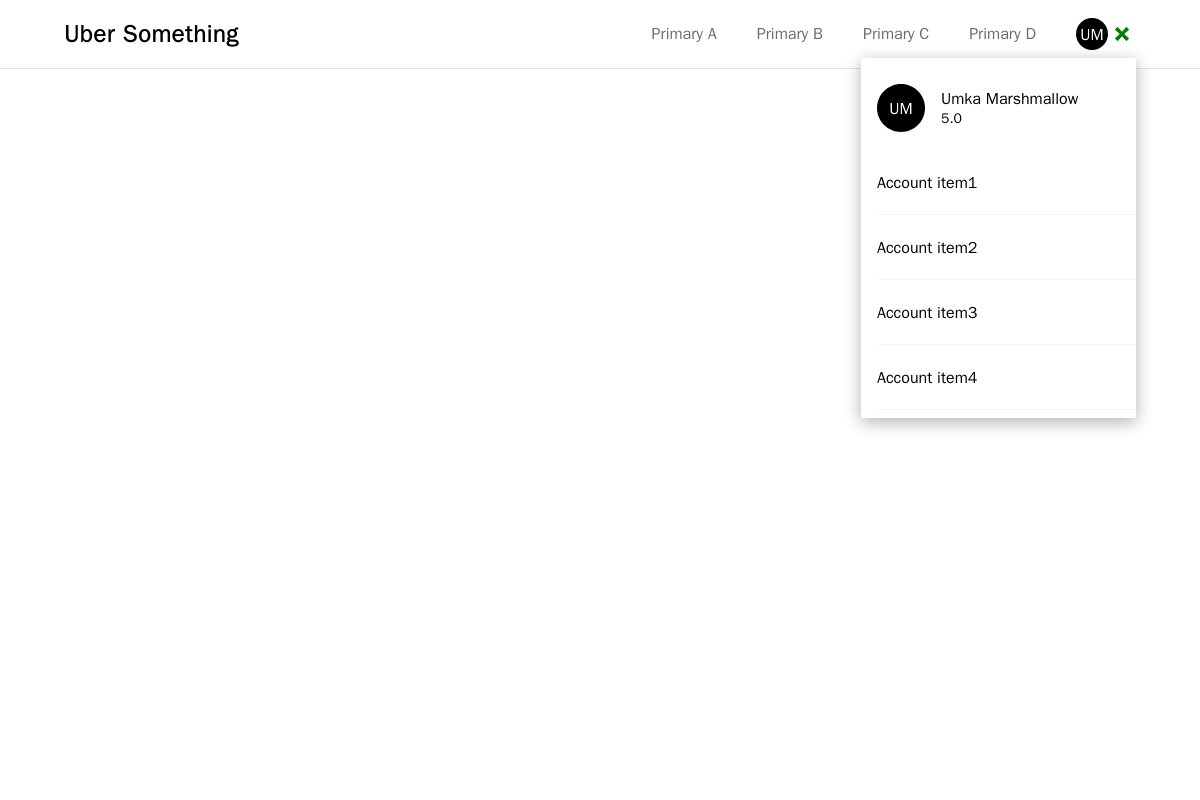 Uber Something
Primary A
Primary B
Primary C
Primary D
UM
UM
Umka Marshmallow
5.0
Account item1
Account item2
Account item3
Account item4